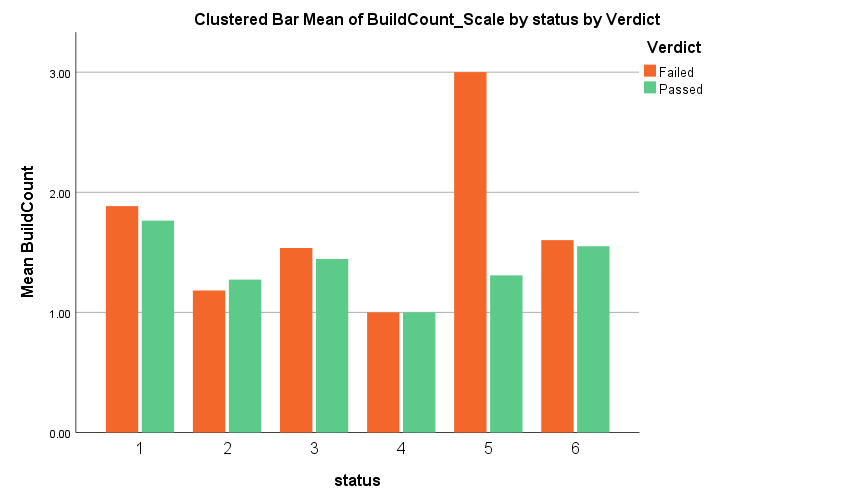 Clustered Bar Mean of BuildCount_Scale by status by Verdict
Verdict
Failed
Passed
Mean BuildCount
3.00
2.00
1.00
0.00
1 2 3 4 5 6
status